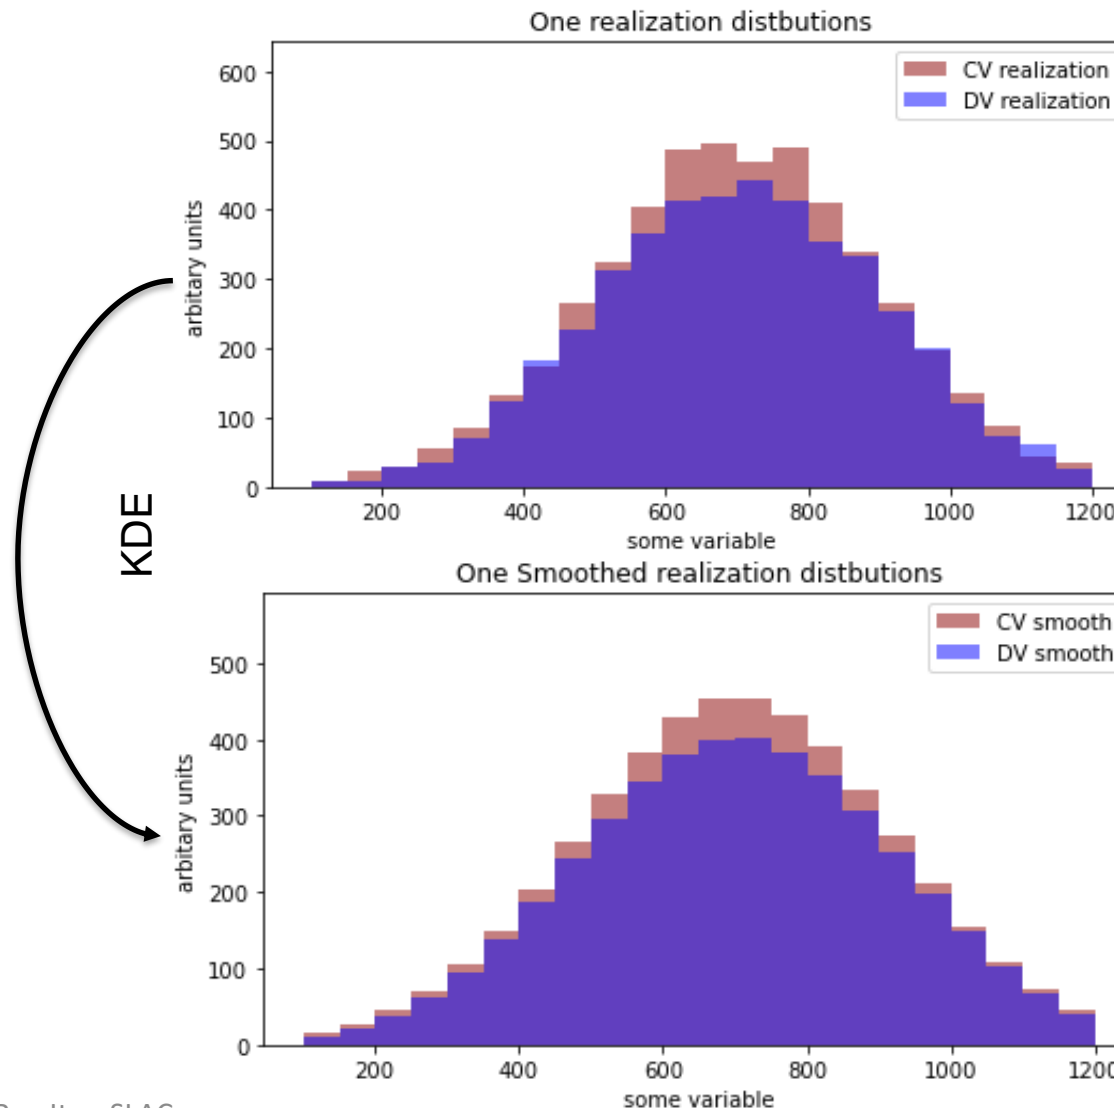 One realization distbutions
CV realization
DV realization
600
500
400
300
200
100
0
arbitary units
200 400 600 800 1000 1200
some variable
KDE
One Smoothed realization distbutions
CV smooth
DV smooth
500
400
300
200
100
0
arbitary units
200 400 600 800 1000 1200
some variable